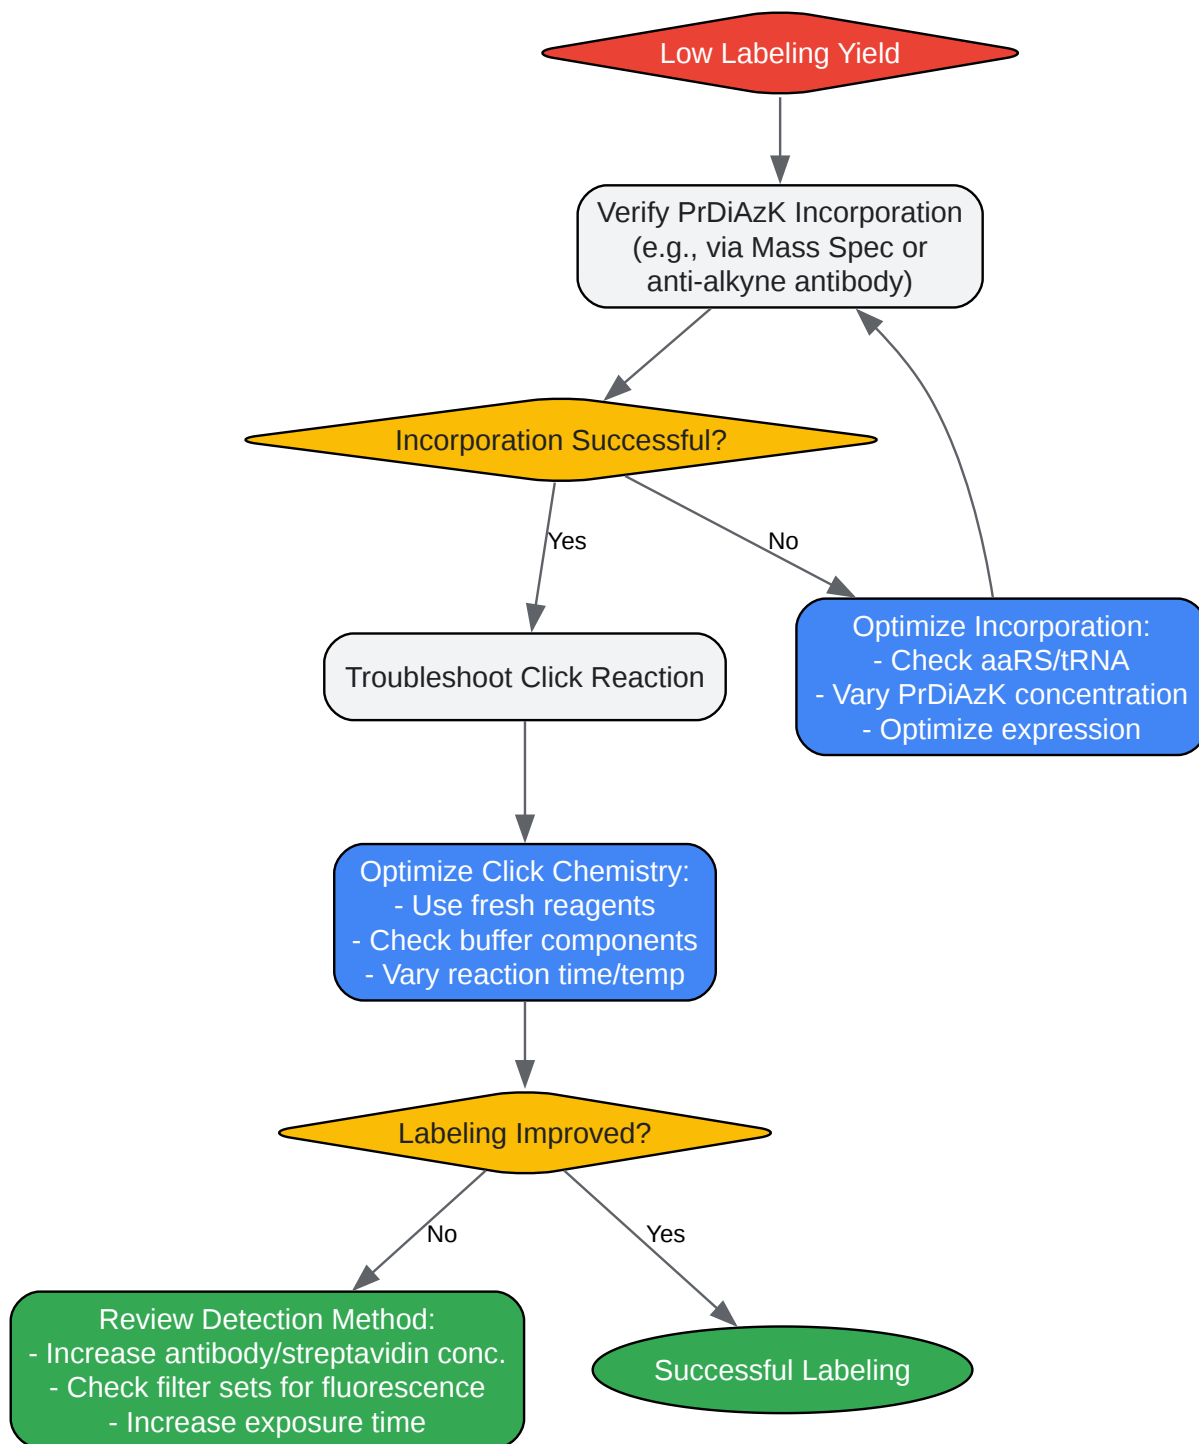 Low Labeling Yield
Verify PrDiAzK Incorporation
(e.g., via Mass Spec or
anti-alkyne antibody)
Incorporation Successful?
Yes
No
Optimize Incorporation:
- Check aaRS/tRNA
- Vary PrDiAzK concentration
- Optimize expression
Troubleshoot Click Reaction
Optimize Click Chemistry:
- Use fresh reagents
- Check buffer components
- Vary reaction time/temp
Labeling Improved?
No
Yes
Review Detection Method:
- Increase antibody/streptavidin conc.
- Check filter sets for fluorescence
- Increase exposure time
Successful Labeling